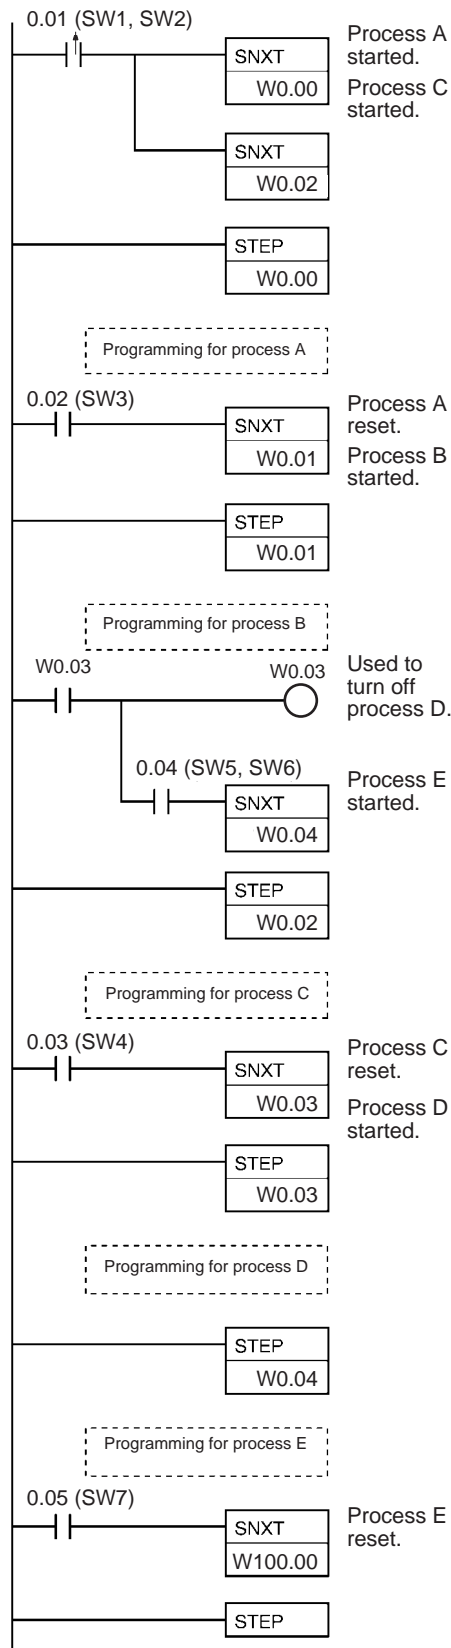 0.01 (SW1, SW2)
SNXT
W0.00
Process A
started.
Process C
started.
SNXT
W0.02
STEP
W0.00
Programming for process A
0.02 (SW3)
SNXT
W0.01
Process A
reset.
Process B
started.
STEP
W0.01
Programming for process B
W0.03
W0.03
Used to
turn off
process D.
0.04 (SW5, SW6)
SNXT
W0.04
Process E
started.
STEP
W0.02
Programming for process C
0.03 (SW4)
SNXT
W0.03
Process C
reset.
Process D
started.
STEP
W0.03
Programming for process D
STEP
W0.04
Programming for process E
0.05 (SW7)
SNXT
W100.00
Process E
reset.
STEP